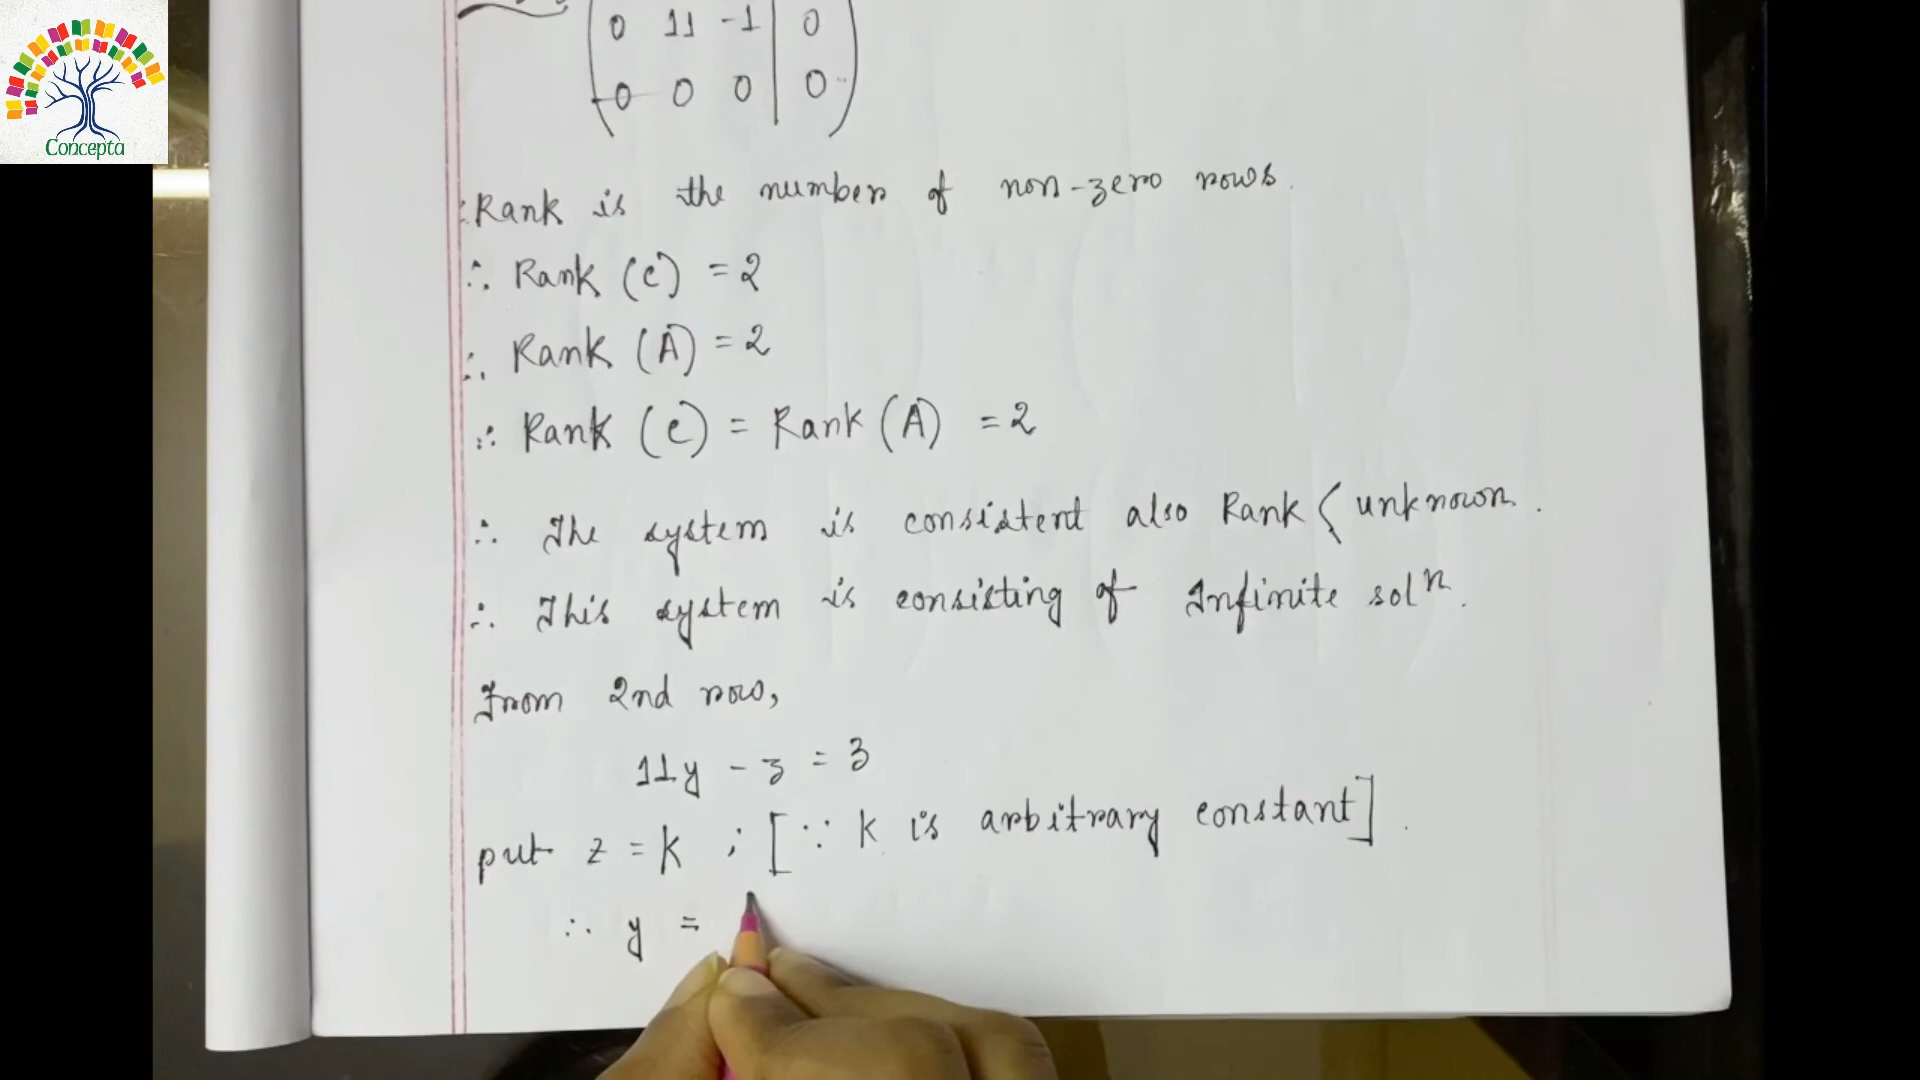 Concepta
0 11 -1 | 0
0 0 0 | 0
Rank is the number of non-zero rows.
∴ Rank (C) = 2
∴ Rank (A) = 2
∴ Rank (C) = Rank (A) = 2
∴ The system is consistent also Rank < unknown.
∴ This system is consisting of Infinite solⁿ.
From 2nd row,
11y - z = 3
put z = K ; [∵ K is arbitrary constant].
∴ y =